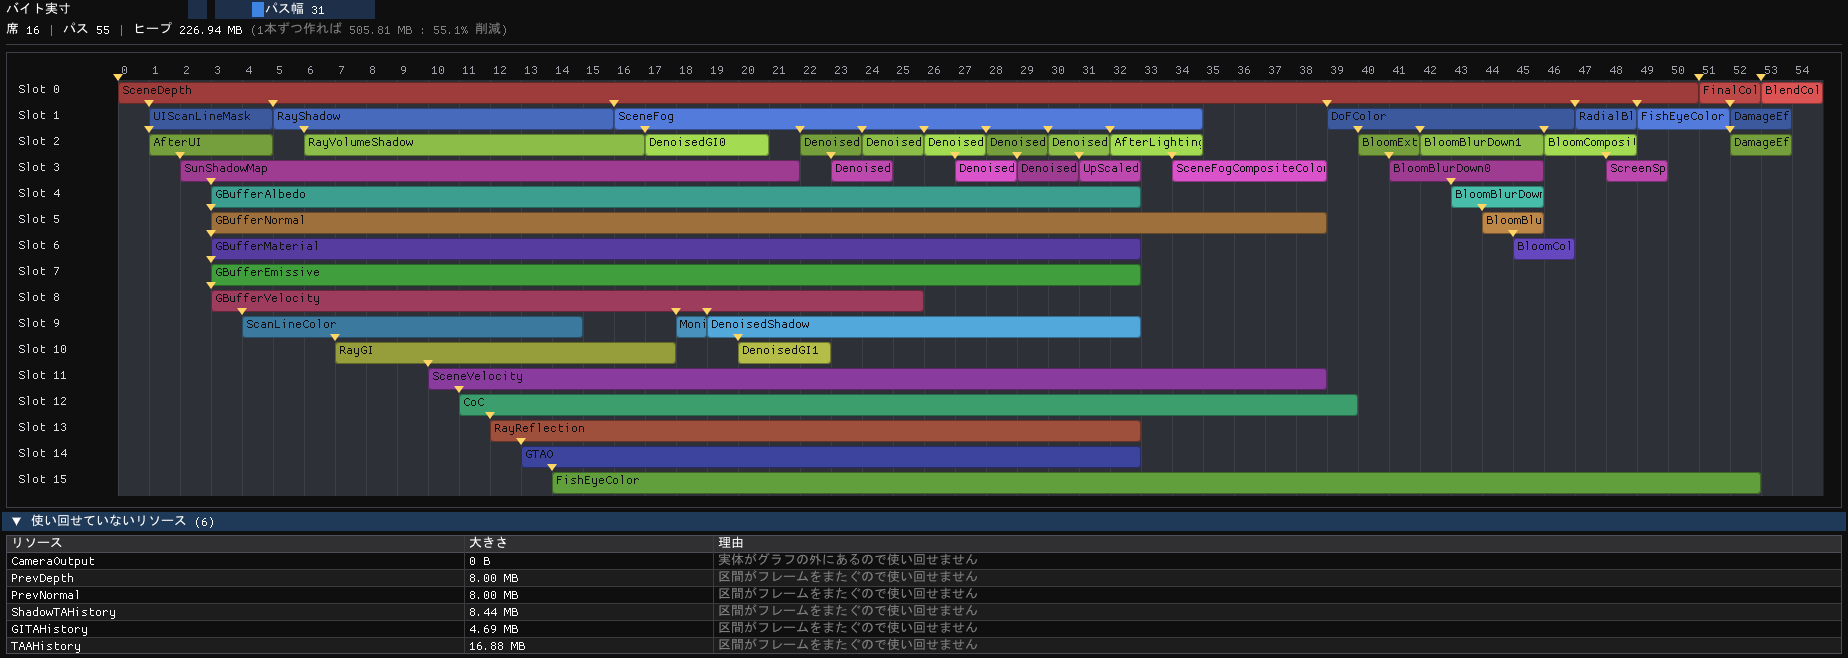 バイト実寸 パス幅 31
席 16 | パス 55 | ヒープ 226.94 MB (1本ずつ作れば 505.81 MB : 55.1% 削減)
0 1 2 3 4 5 6 7 8 9 10 11 12 13 14 15 16 17 18 19 20 21 22 23 24 25 26 27 28 29 30 31 32 33 34 35 36 37 38 39 40 41 42 43 44 45 46 47 48 49 50 51 52 53 54
Slot 0 SceneDepth FinalCol BlendCol
Slot 1 UIScanLineMask RayShadow SceneFog DoFColor RadialBl FishEyeColor DamageEf
Slot 2 AfterUI RayVolumeShadow DenoisedGI0 Denoised Denoised Denoised Denoised Denoised AfterLighting BloomExt BloomBlurDown1 BloomComposit DamageEf
Slot 3 SunShadowMap Denoised Denoised Denoised UpScaled SceneFogCompositeColor BloomBlurDown0 ScreenSp
Slot 4 GBufferAlbedo BloomBlurDown
Slot 5 GBufferNormal BloomBlu
Slot 6 GBufferMaterial BloomCol
Slot 7 GBufferEmissive
Slot 8 GBufferVelocity
Slot 9 ScanLineColor Moni DenoisedShadow
Slot 10 RayGI DenoisedGI1
Slot 11 SceneVelocity
Slot 12 CoC
Slot 13 RayReflection
Slot 14 GTAO
Slot 15 FishEyeColor
▼ 使い回せていないリソース (6)
リソース 大きさ 理由
CameraOutput 0 B 実体がグラフの外にあるので使い回せません
PrevDepth 8.00 MB 区間がフレームをまたぐので使い回せません
PrevNormal 8.00 MB 区間がフレームをまたぐので使い回せません
ShadowTAHistory 8.44 MB 区間がフレームをまたぐので使い回せません
GITAHistory 4.69 MB 区間がフレームをまたぐので使い回せません
TAAHistory 16.88 MB 区間がフレームをまたぐので使い回せません